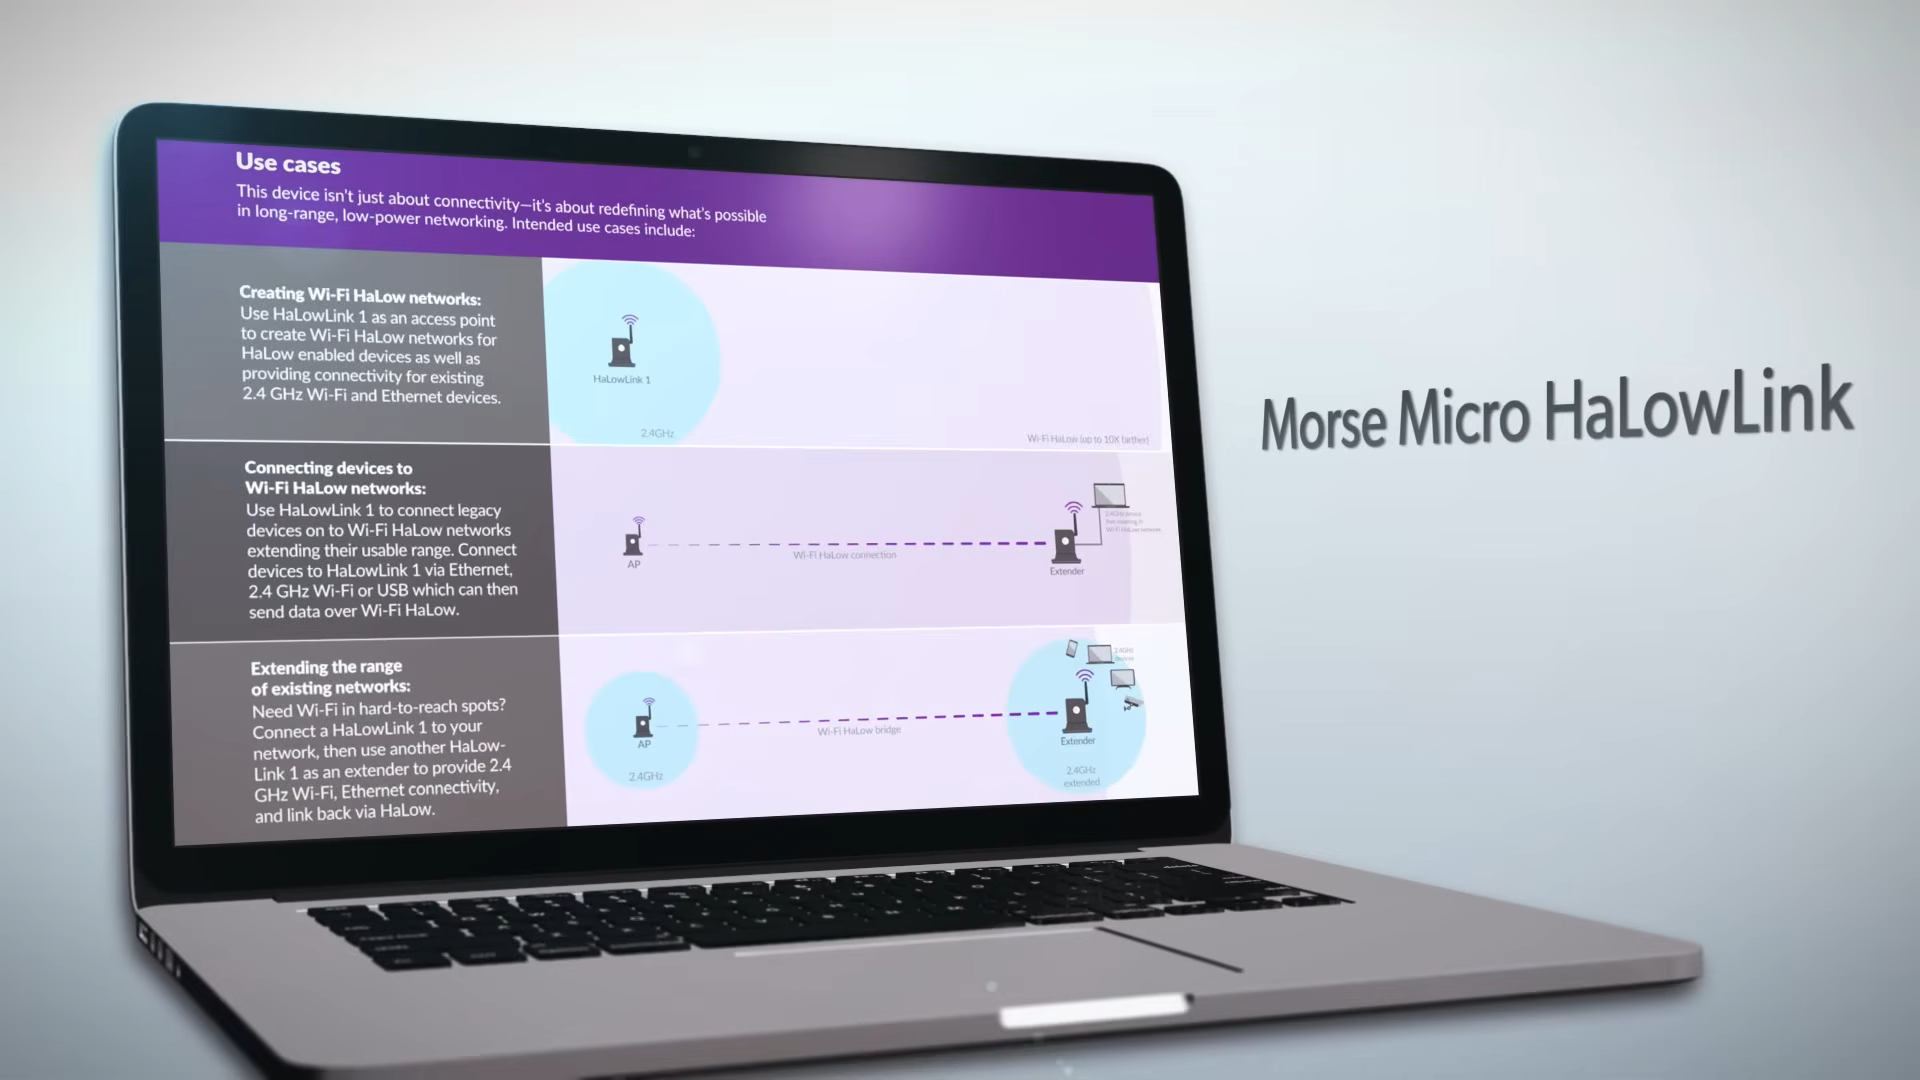 Use cases
This device isn't just about connectivity—it's about redefining what's possible
in long-range, low-power networking. Intended use cases include:
Creating Wi-Fi HaLow networks:
Use HaLowLink 1 as an access point
to create Wi-Fi HaLow networks for
HaLow enabled devices as well as
providing connectivity for existing
2.4 GHz Wi-Fi and Ethernet devices.
HaLowLink 1
2.4GHz
Wi-Fi HaLow (up to 10X farther)
Connecting devices to
Wi-Fi HaLow networks:
Use HaLowLink 1 to connect legacy
devices on to Wi-Fi HaLow networks
extending their usable range. Connect
devices to HaLowLink 1 via Ethernet,
2.4 GHz Wi-Fi or USB which can then
send data over Wi-Fi HaLow.
AP
Wi-Fi HaLow connection
Extender
Extending the range
of existing networks:
Need Wi-Fi in hard-to-reach spots?
Connect a HaLowLink 1 to your
network, then use another HaLow-
Link 1 as an extender to provide 2.4
GHz Wi-Fi, Ethernet connectivity,
and link back via HaLow.
AP
2.4GHz
Wi-Fi HaLow bridge
Extender
2.4GHz
extended
Morse Micro HaLowLink